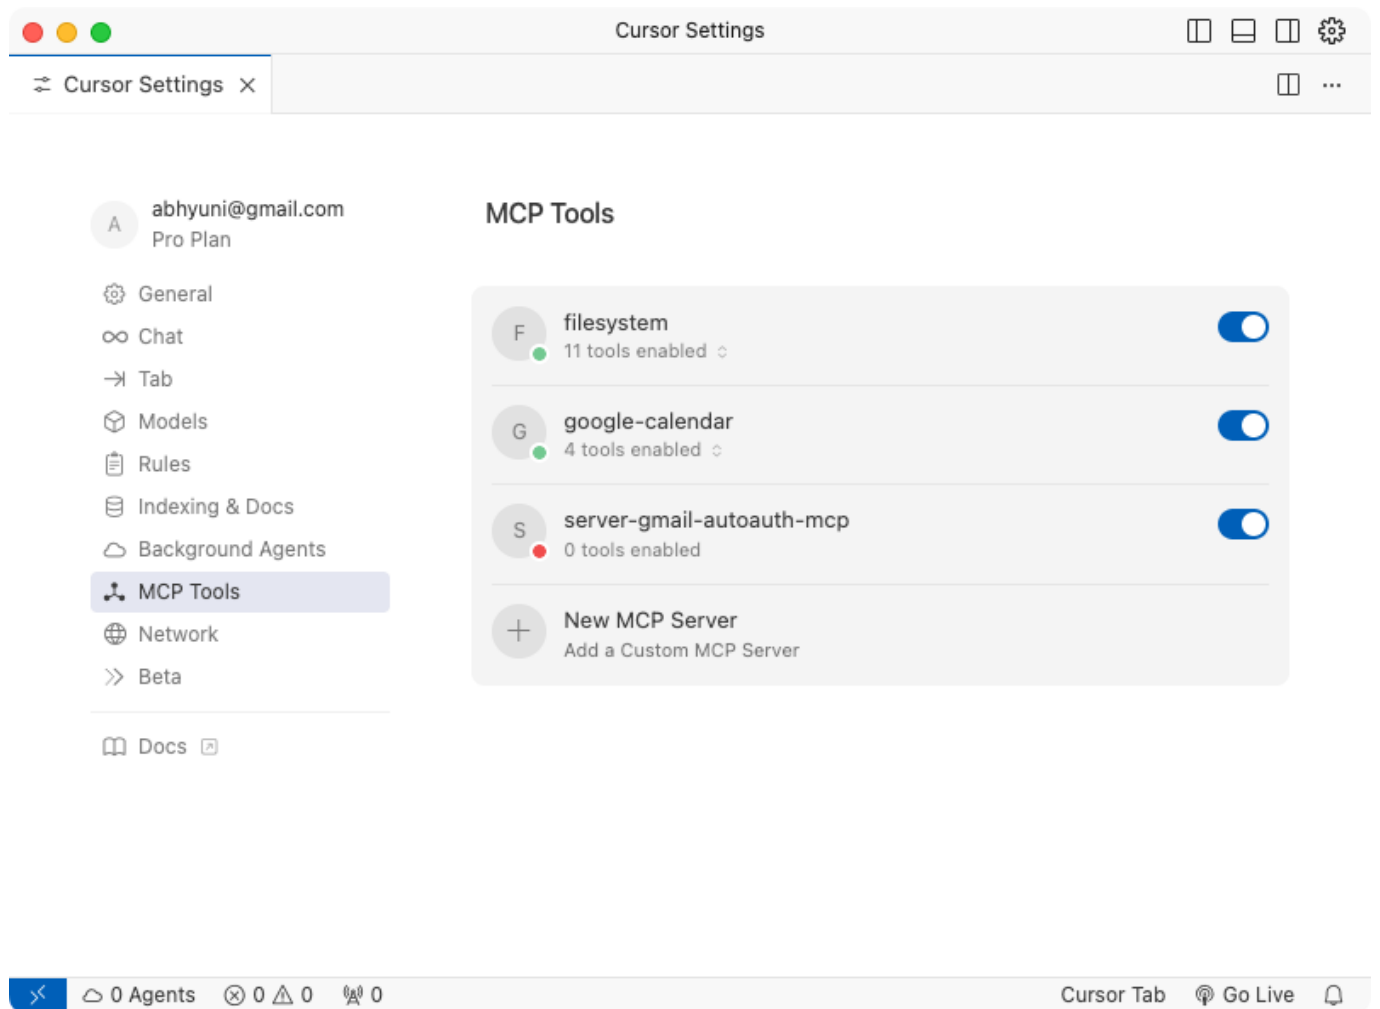 Cursor Settings
Cursor Settings
A
abhyuni@gmail.com
Pro Plan
General
Chat
Tab
Models
Rules
Indexing & Docs
Background Agents
MCP Tools
Network
Beta
Docs
MCP Tools
F
filesystem
11 tools enabled
G
google-calendar
4 tools enabled
S
server-gmail-autoauth-mcp
0 tools enabled
New MCP Server
Add a Custom MCP Server
0 Agents 0 0 0 Cursor Tab Go Live